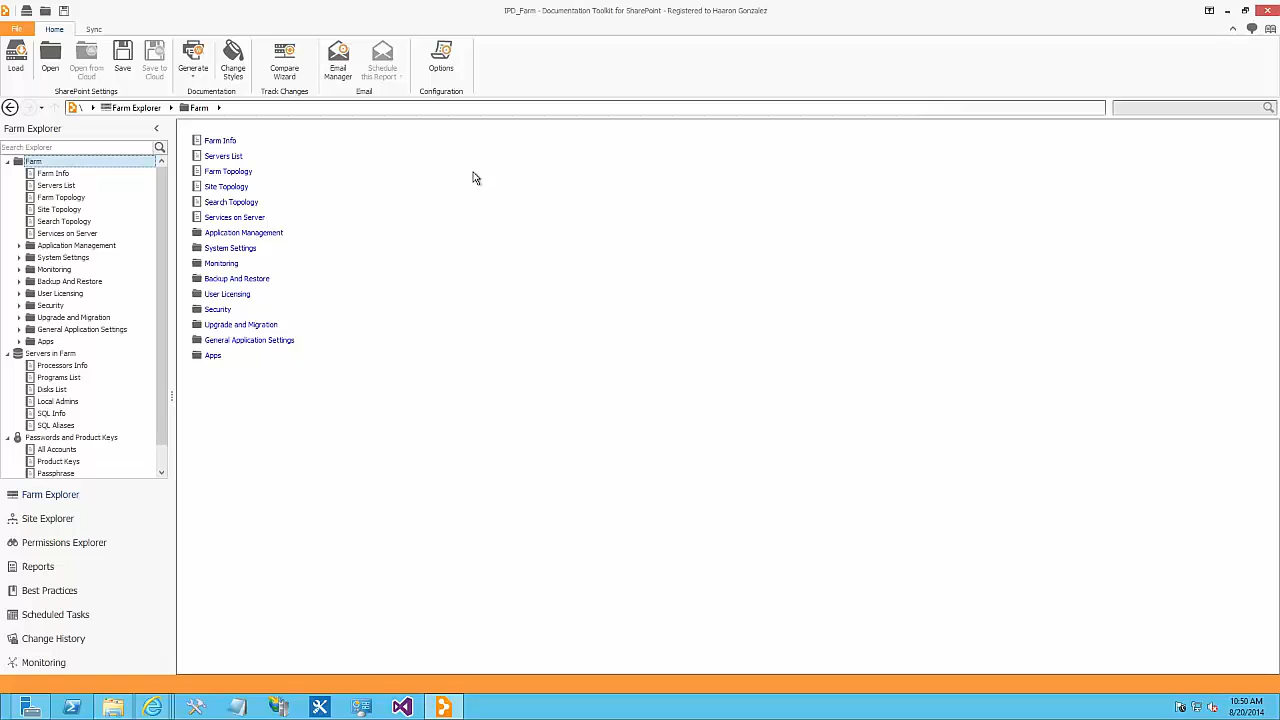 IPD_Farm - Documentation Toolkit for SharePoint - Registered to Haaron Gonzalez
File Home Sync
Load Open Open from Cloud Save Save to Cloud Generate Change Styles Compare Wizard Email Manager Schedule this Report Options
SharePoint Settings Documentation Track Changes Email Configuration
\ Farm Explorer Farm
Farm Explorer
Search Explorer
Farm
Farm Info
Servers List
Farm Topology
Site Topology
Search Topology
Services on Server
Application Management
System Settings
Monitoring
Backup And Restore
User Licensing
Security
Upgrade and Migration
General Application Settings
Apps
Servers in Farm
Processors Info
Programs List
Disks List
Local Admins
SQL Info
SQL Aliases
Passwords and Product Keys
All Accounts
Product Keys
Passphrase
Farm Explorer
Site Explorer
Permissions Explorer
Reports
Best Practices
Scheduled Tasks
Change History
Monitoring
Farm Info
Servers List
Farm Topology
Site Topology
Search Topology
Services on Server
Application Management
System Settings
Monitoring
Backup And Restore
User Licensing
Security
Upgrade and Migration
General Application Settings
Apps
10:50 AM
8/20/2014